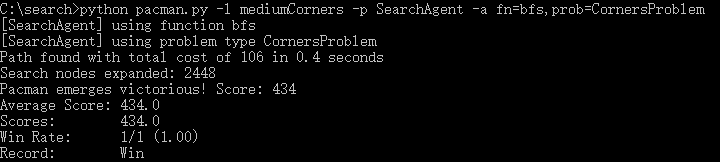 C:\search>python pacman.py -l mediumCorners -p SearchAgent -a fn=bfs,prob=CornersProblem
[SearchAgent] using function bfs
[SearchAgent] using problem type CornersProblem
Path found with total cost of 106 in 0.4 seconds
Search nodes expanded: 2448
Pacman emerges victorious! Score: 434
Average Score: 434.0
Scores:        434.0
Win Rate:      1/1 (1.00)
Record:        Win